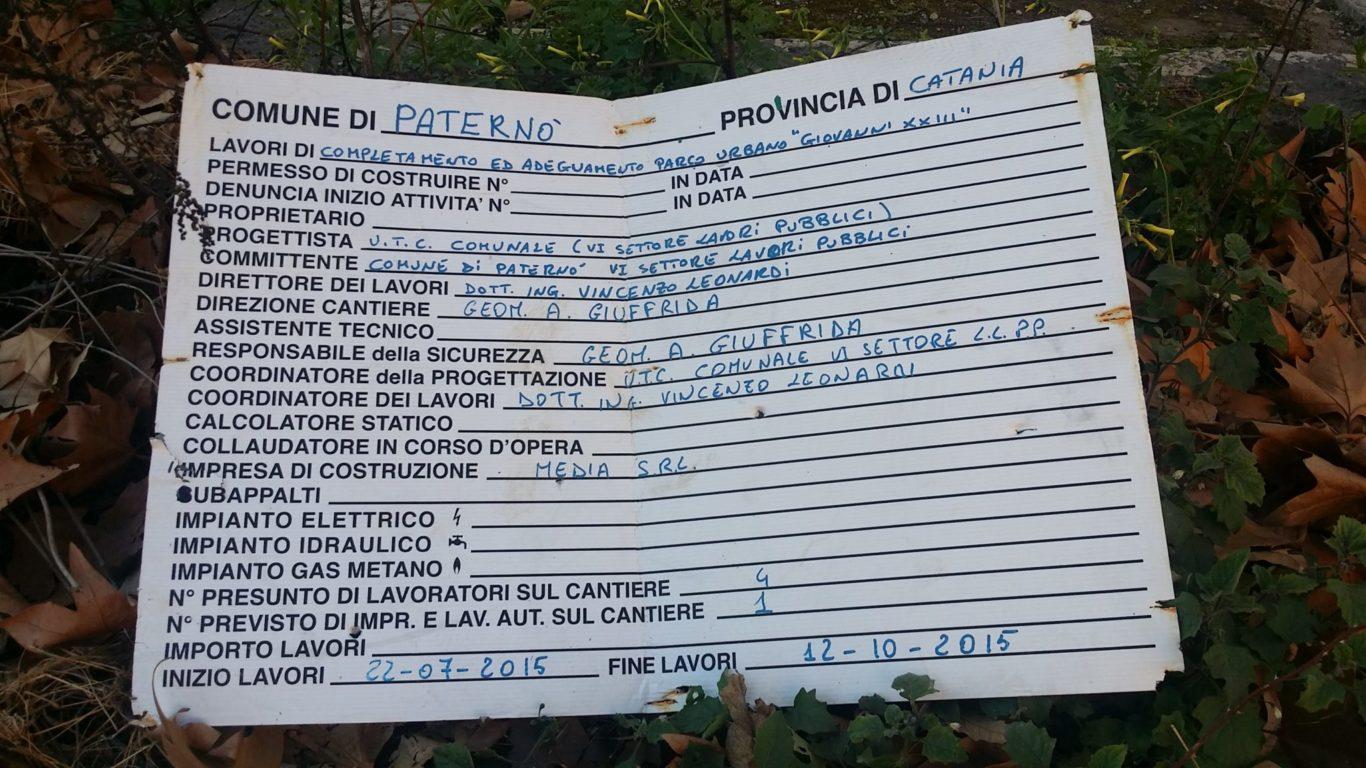 COMUNE DI PATERNO' PROVINCIA DI CATANIA
LAVORI DI COMPLETAMENTO ED ADEGUAMENTO PARCO URBANO "GIOVANNI XXIII"
PERMESSO DI COSTRUIRE N° IN DATA
DENUNCIA INIZIO ATTIVITA' N° IN DATA
PROPRIETARIO
PROGETTISTA U.T.C. COMUNALE (VI SETTORE LAVORI PUBBLICI)
COMMITTENTE COMUNE DI PATERNO' VI SETTORE LAVORI PUBBLICI
DIRETTORE DEI LAVORI DOTT. ING. VINCENZO LEONARDI
DIREZIONE CANTIERE GEOM. A. GIUFFRIDA
ASSISTENTE TECNICO
RESPONSABILE della SICUREZZA GEOM. A. GIUFFRIDA
COORDINATORE della PROGETTAZIONE U.T.C. COMUNALE VI SETTORE L.L. P.P.
COORDINATORE DEI LAVORI DOTT. ING. VINCENZO LEONARDI
CALCOLATORE STATICO
COLLAUDATORE IN CORSO D'OPERA
IMPRESA DI COSTRUZIONE MEDIA S.R.L.
SUBAPPALTI
IMPIANTO ELETTRICO
IMPIANTO IDRAULICO
IMPIANTO GAS METANO
N° PRESUNTO DI LAVORATORI SUL CANTIERE 4
N° PREVISTO DI IMPR. E LAV. AUT. SUL CANTIERE 1
IMPORTO LAVORI
INIZIO LAVORI 22-07-2015 FINE LAVORI 12-10-2015